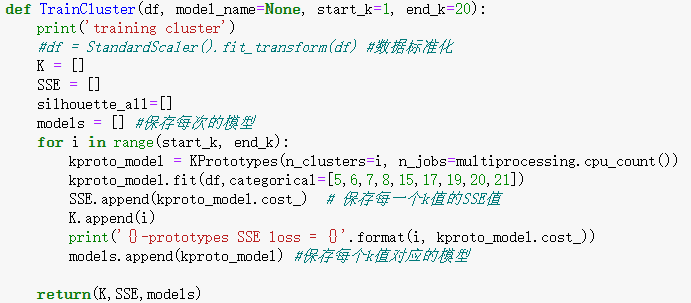 def TrainCluster(df, model_name=None, start_k=1, end_k=20):
    print('training cluster')
    #df = StandardScaler().fit_transform(df) #数据标准化
    K = []
    SSE = []
    silhouette_all=[]
    models = [] #保存每次的模型
    for i in range(start_k, end_k):
        kproto_model = KPrototypes(n_clusters=i, n_jobs=multiprocessing.cpu_count())
        kproto_model.fit(df,categorical=[5,6,7,8,15,17,19,20,21])
        SSE.append(kproto_model.cost_)  # 保存每一个k值的SSE值
        K.append(i)
        print('{}-prototypes SSE loss = {}'.format(i, kproto_model.cost_))
        models.append(kproto_model) #保存每个k值对应的模型
    return(K,SSE,models)